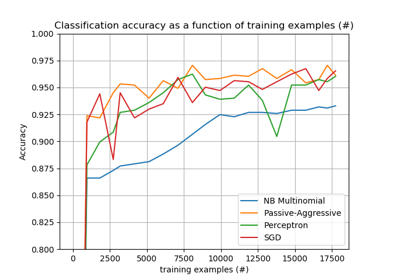 Classification accuracy as a function of training examples (#)
1.000
0.975
0.950
0.925
0.900
0.875
0.850
0.825
0.800
Accuracy
NB Multinomial
Passive-Aggressive
Perceptron
SGD
0 2500 5000 7500 10000 12500 15000 17500
training examples (#)